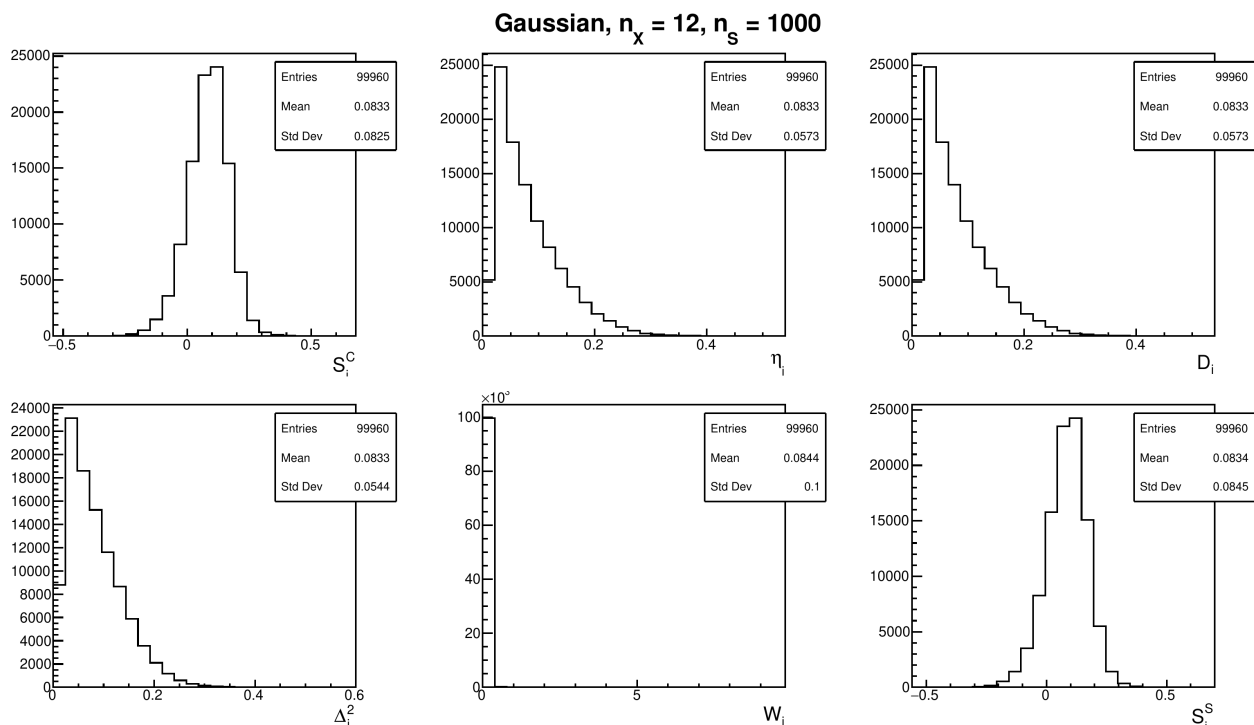 Gaussian, n_X = 12, n_S = 1000
25000
20000
15000
10000
5000
0
−0.5 0 0.5
S_i^C
Entries 99960
Mean 0.0833
Std Dev 0.0825
25000
20000
15000
10000
5000
0
0 0.2 0.4
η_i
Entries 99960
Mean 0.0833
Std Dev 0.0573
25000
20000
15000
10000
5000
0
0 0.2 0.4
D_i
Entries 99960
Mean 0.0833
Std Dev 0.0573
24000
22000
20000
18000
16000
14000
12000
10000
8000
6000
4000
2000
0
0 0.2 0.4 0.6
Δ_i^2
Entries 99960
Mean 0.0833
Std Dev 0.0544
100
80
60
40
20
0
0 5
W_i
Entries 99960
Mean 0.0844
Std Dev 0.1
25000
20000
15000
10000
5000
0
−0.5 0 0.5
S_i^S
Entries 99960
Mean 0.0834
Std Dev 0.0845